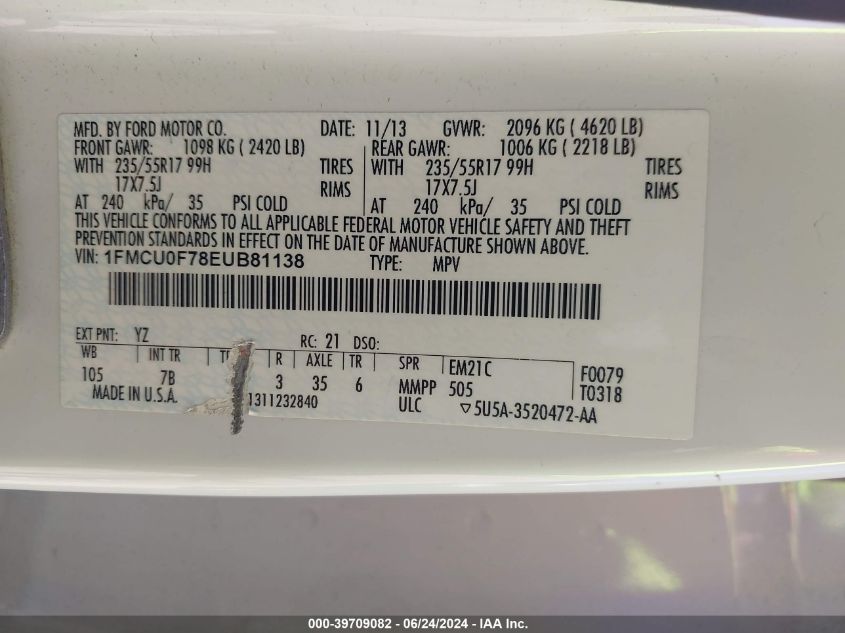 MFD. BY FORD MOTOR CO. DATE: 11/13 GVWR: 2096 KG ( 4620 LB)
FRONT GAWR: 1098 KG ( 2420 LB) REAR GAWR: 1006 KG ( 2218 LB)
WITH 235/55R17 99H TIRES WITH 235/55R17 99H TIRES
17X7.5J RIMS 17X7.5J RIMS
AT 240 kPa/ 35 PSI COLD AT 240 kPa/ 35 PSI COLD
THIS VEHICLE CONFORMS TO ALL APPLICABLE FEDERAL MOTOR VEHICLE SAFETY AND THEFT
PREVENTION STANDARDS IN EFFECT ON THE DATE OF MANUFACTURE SHOWN ABOVE.
VIN: 1FMCU0F78EUB81138 TYPE: MPV
EXT PNT: YZ RC: 21 DSO:
WB INT TR R AXLE TR SPR EM21C F0079
105 7B 3 35 6 MMPP 505 T0318
MADE IN U.S.A. 1311232840 ULC 5U5A-3520472-AA
000-39709082 - 06/24/2024 - IAA Inc.